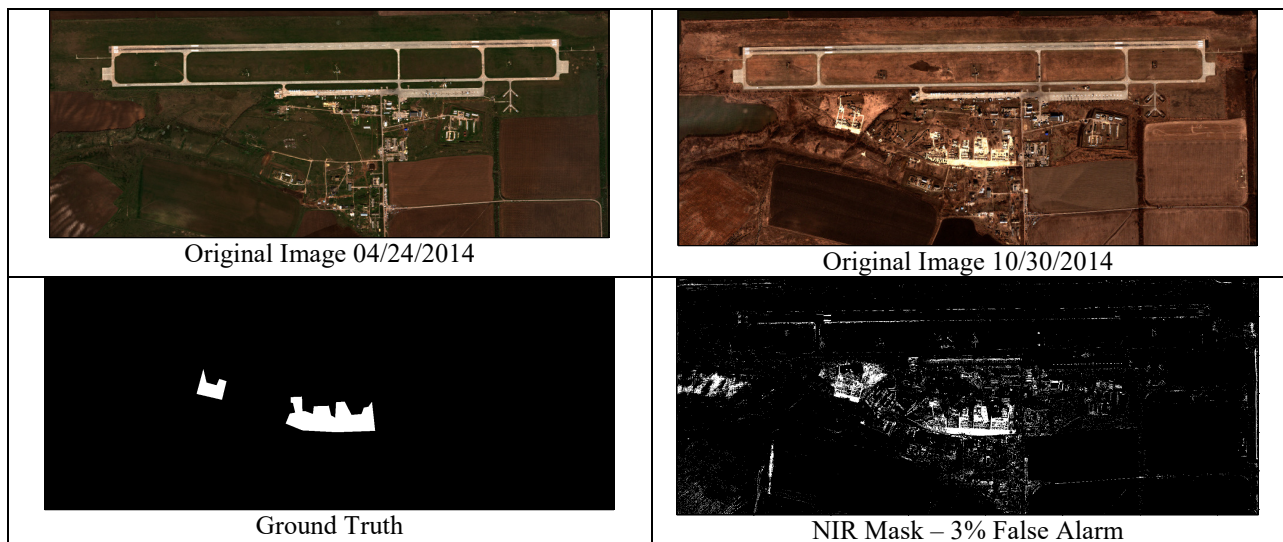 Original Image 04/24/2014
Original Image 10/30/2014
Ground Truth
NIR Mask – 3% False Alarm